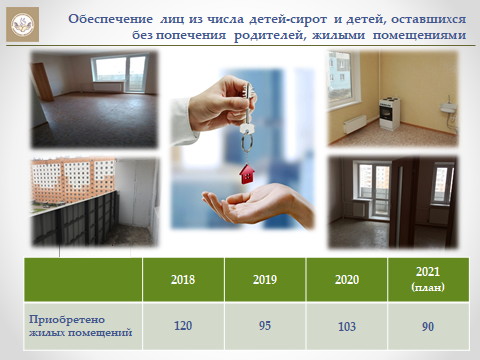 Обеспечение лиц из числа детей-сирот и детей, оставшихся
без попечения родителей, жилыми помещениями
2018 2019 2020 2021
(план)
Приобретено
жилых помещений 120 95 103 90